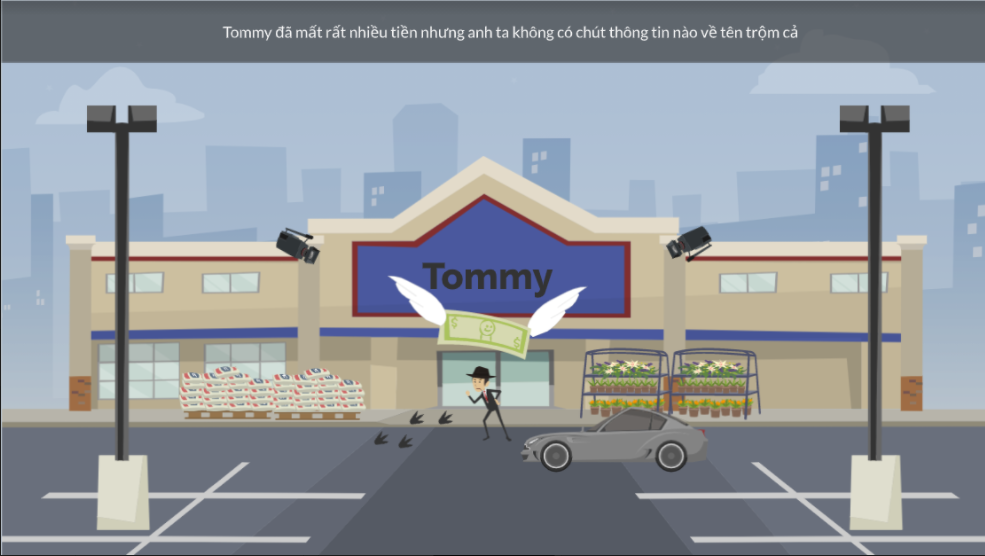 Tommy đã mất rất nhiều tiền nhưng anh ta không có chút thông tin nào về tên trộm cả
Tommy